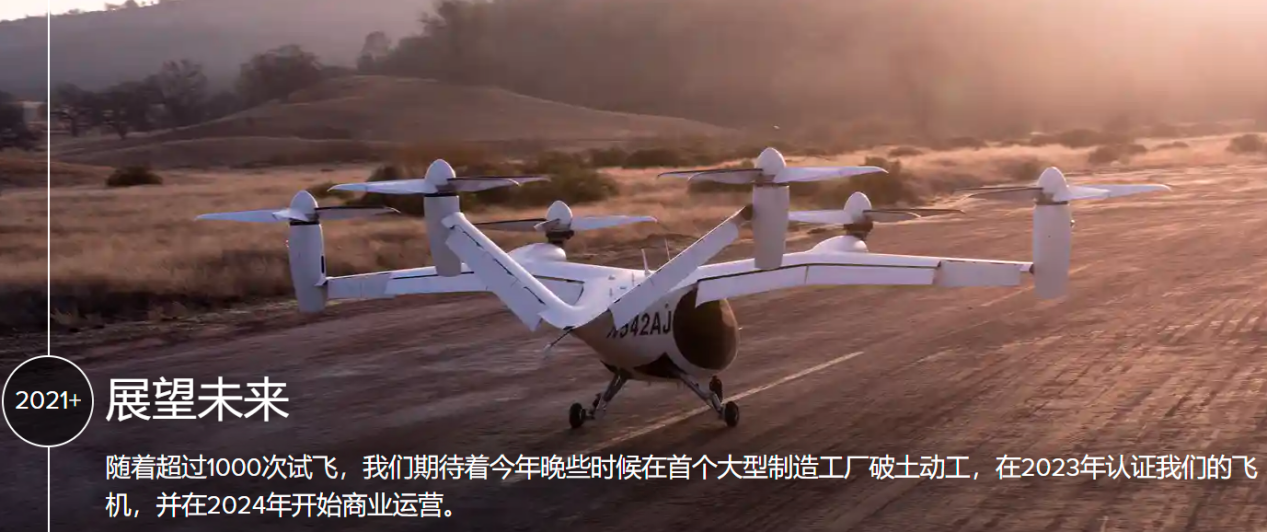 N542AJ
2021+
展望未来
随着超过1000次试飞，我们期待着今年晚些时候在首个大型制造工厂破土动工，在2023年认证我们的飞
机，并在2024年开始商业运营。